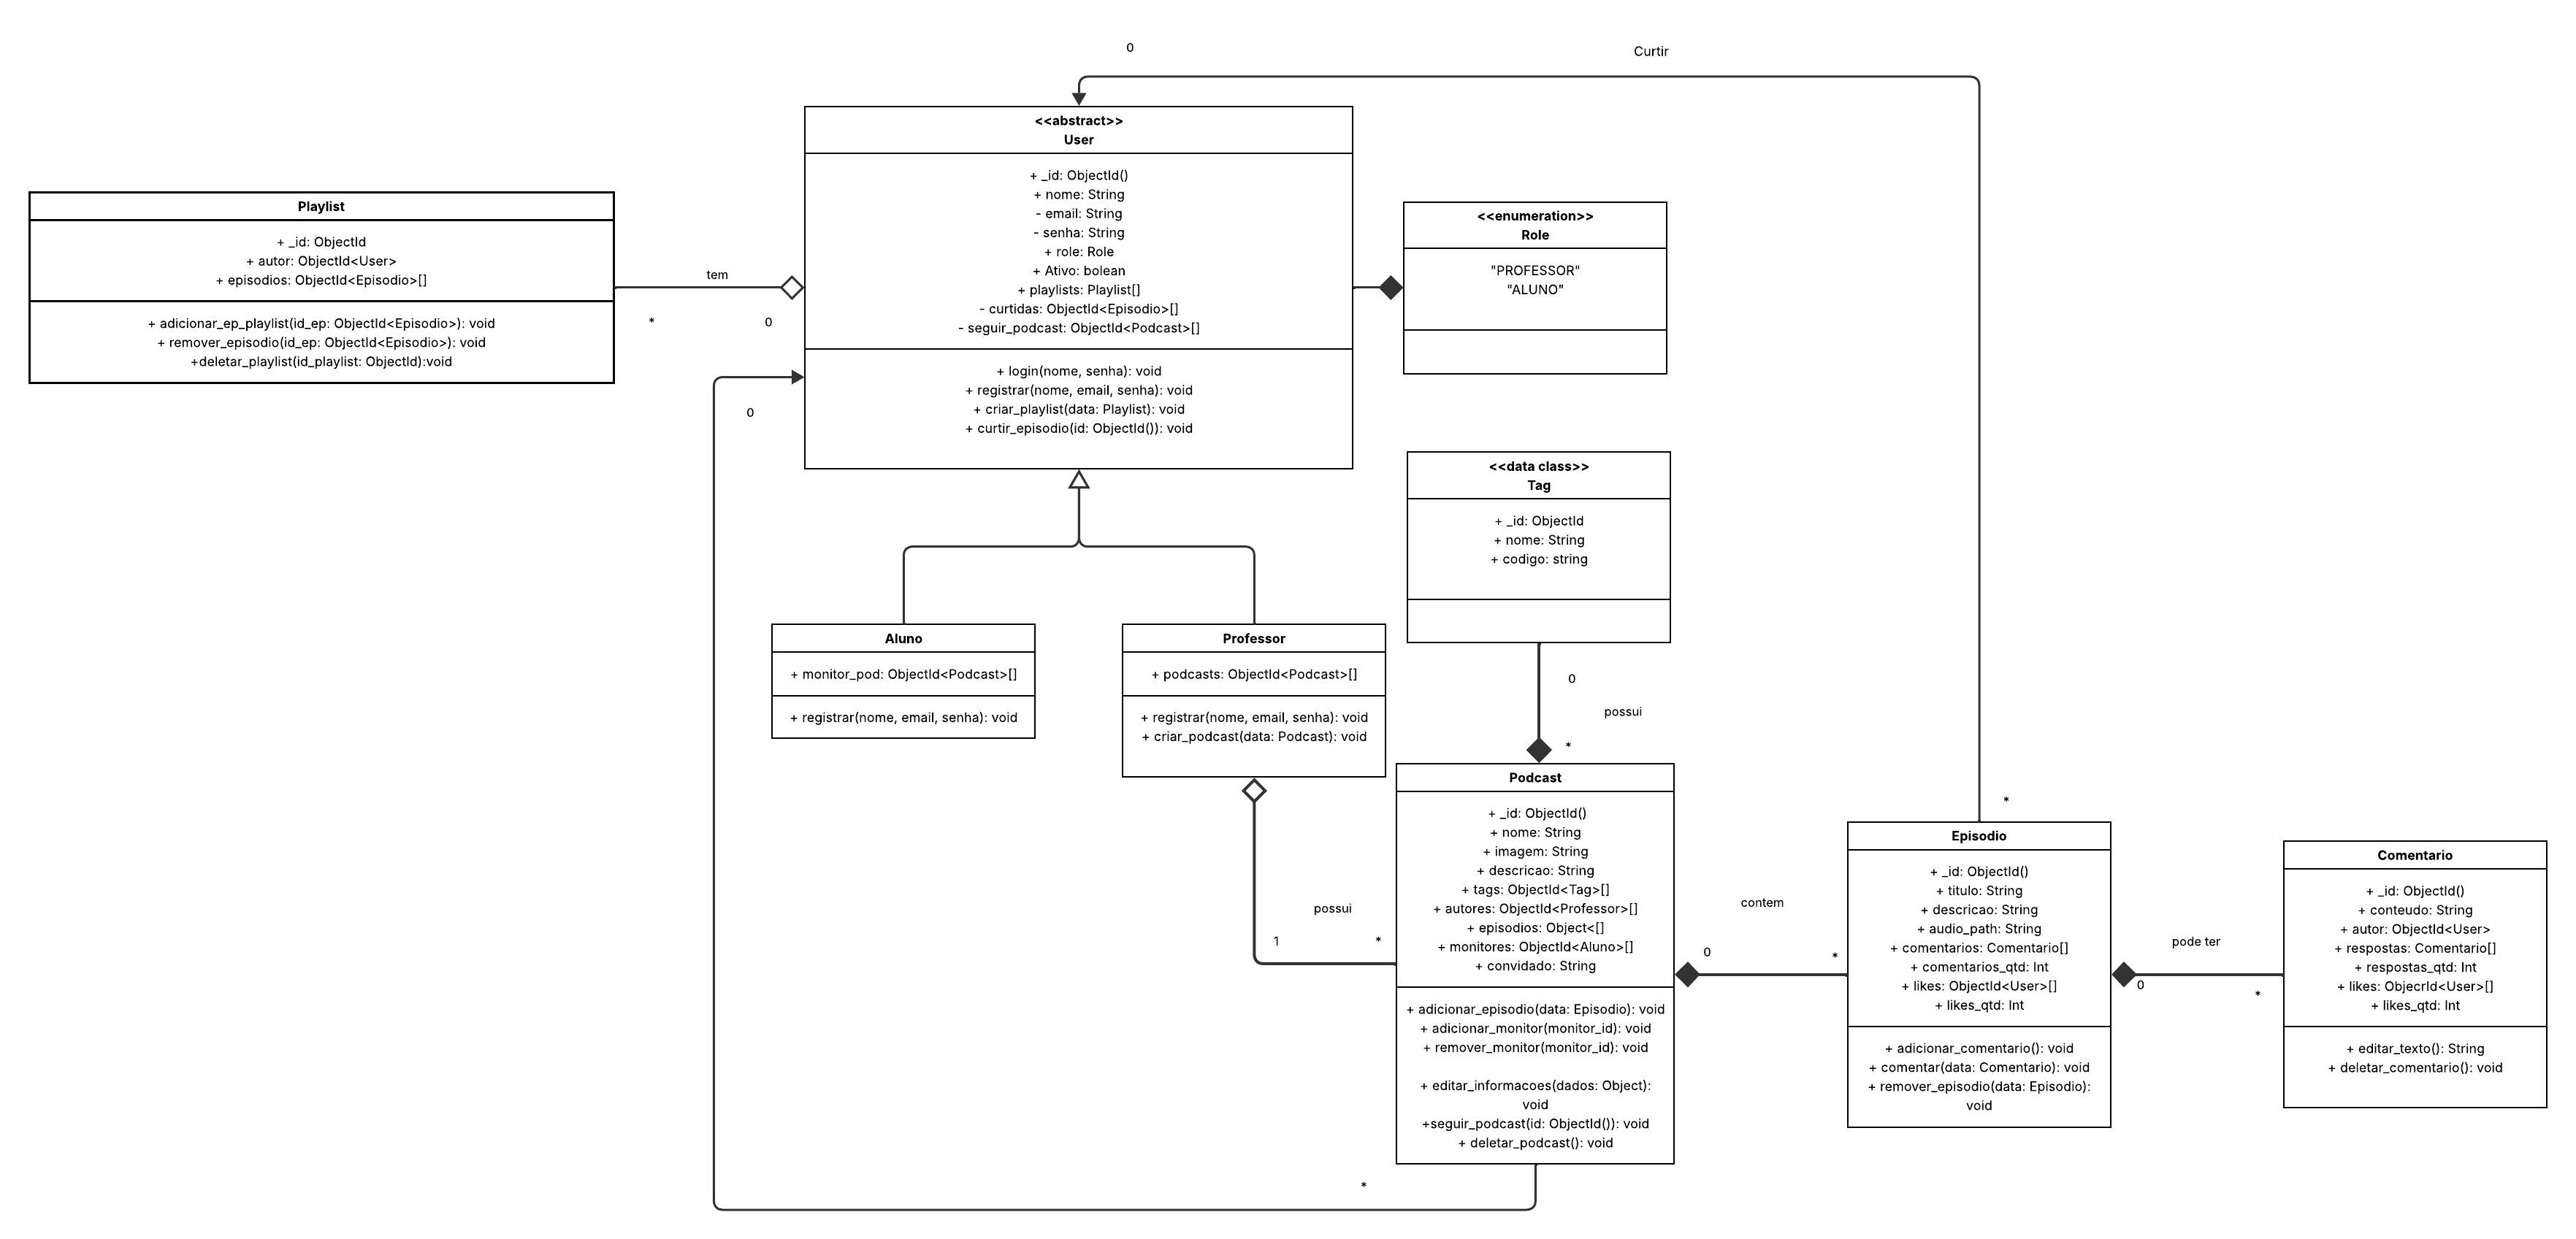 0
Curtir
<<abstract>>
User
+ _id: ObjectId()
+ nome: String
- email: String
- senha: String
+ role: Role
+ Ativo: bolean
+ playlists: Playlist[]
- curtidas: ObjectId<Episodio>[]
- seguir_podcast: ObjectId<Podcast>[]
+ login(nome, senha): void
+ registrar(nome, email, senha): void
+ criar_playlist(data: Playlist): void
+ curtir_episodio(id: ObjectId()): void
Playlist
+ _id: ObjectId
+ autor: ObjectId<User>
+ episodios: ObjectId<Episodio>[]
+ adicionar_ep_playlist(id_ep: ObjectId<Episodio>): void
+ remover_episodio(id_ep: ObjectId<Episodio>): void
+deletar_playlist(id_playlist: ObjectId):void
tem
*
0
0
<<enumeration>>
Role
"PROFESSOR"
"ALUNO"
<<data class>>
Tag
+ _id: ObjectId
+ nome: String
+ codigo: string
0
possui
*
Aluno
+ monitor_pod: ObjectId<Podcast>[]
+ registrar(nome, email, senha): void
Professor
+ podcasts: ObjectId<Podcast>[]
+ registrar(nome, email, senha): void
+ criar_podcast(data: Podcast): void
possui
1
*
Podcast
+ _id: ObjectId()
+ nome: String
+ imagem: String
+ descricao: String
+ tags: ObjectId<Tag>[]
+ autores: ObjectId<Professor>[]
+ episodios: Object<[]
+ monitores: ObjectId<Aluno>[]
+ convidado: String
+ adicionar_episodio(data: Episodio): void
+ adicionar_monitor(monitor_id): void
+ remover_monitor(monitor_id): void
+ editar_informacoes(dados: Object):
void
+seguir_podcast(id: ObjectId()): void
+ deletar_podcast(): void
*
contem
0
*
*
Episodio
+ _id: ObjectId()
+ titulo: String
+ descricao: String
+ audio_path: String
+ comentarios: Comentario[]
+ comentarios_qtd: Int
+ likes: ObjectId<User>[]
+ likes_qtd: Int
+ adicionar_comentario(): void
+ comentar(data: Comentario): void
+ remover_episodio(data: Episodio):
void
pode ter
0
*
Comentario
+ _id: ObjectId()
+ conteudo: String
+ autor: ObjectId<User>
+ respostas: Comentario[]
+ respostas_qtd: Int
+ likes: ObjecrId<User>[]
+ likes_qtd: Int
+ editar_texto(): String
+ deletar_comentario(): void